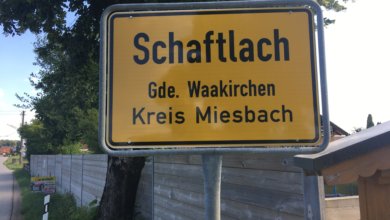 Schaftlach
Gde. Waakirchen
Kreis Miesbach